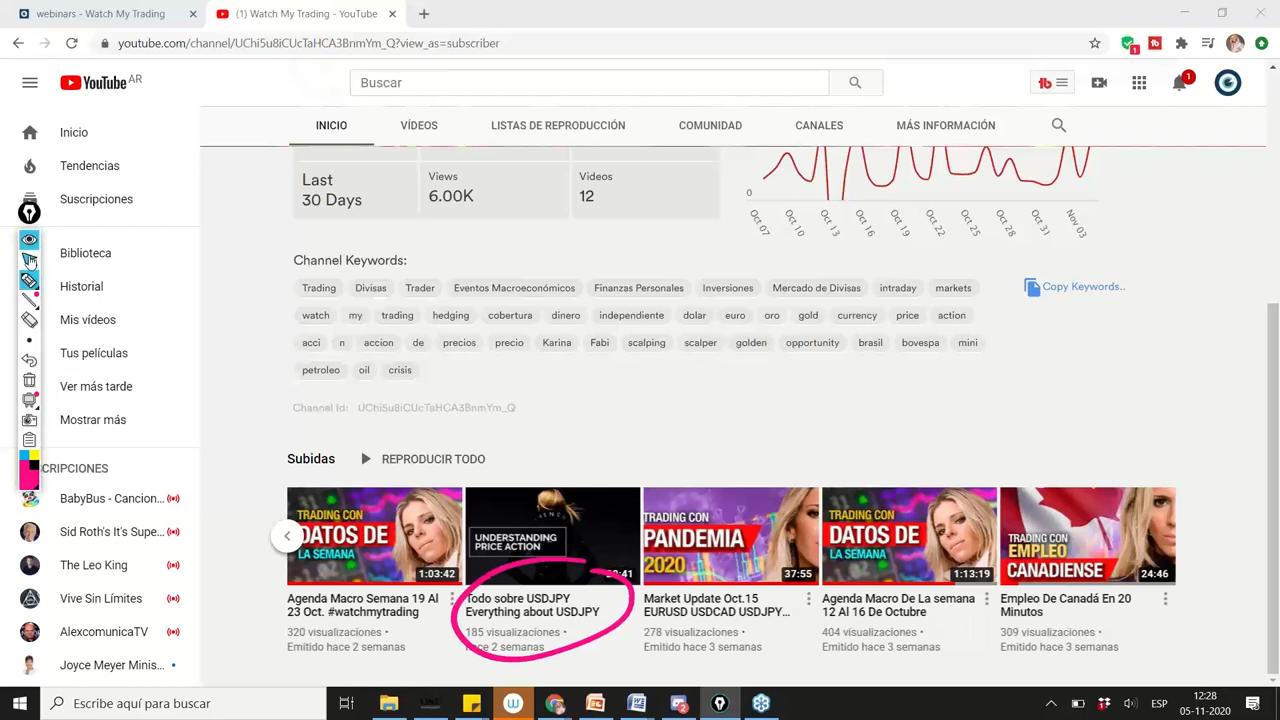 webinars - Watch My Trading
(1) Watch My Trading - YouTube
youtube.com/channel/UChi5u8iCUcTaHCA3BnmYm_Q?view_as=subscriber
YouTube AR
Buscar
1
INICIO
VÍDEOS
LISTAS DE REPRODUCCIÓN
COMUNIDAD
CANALES
MÁS INFORMACIÓN
Inicio
Tendencias
Suscripciones
Biblioteca
Historial
Mis vídeos
Tus películas
Ver más tarde
Mostrar más
CRIPCIONES
BabyBus - Cancion...
Sid Roth's It's Supe...
The Leo King
Vive Sin Límites
AlexcomunicaTV
Joyce Meyer Minis...
Last
30 Days
Views
6.00K
Videos
12
0
Oct 07
Oct 10
Oct 13
Oct 16
Oct 19
Oct 22
Oct 25
Oct 28
Oct 31
Nov 03
Channel Keywords:
Trading Divisas Trader Eventos Macroeconómicos Finanzas Personales Inversiones Mercado de Divisas intraday markets
watch my trading hedging cobertura dinero independiente dolar euro oro gold currency price action
acci n accion de precios precio Karina Fabi scalping scalper golden opportunity brasil bovespa mini
petroleo oil crisis
Copy Keywords..
Channel Id: UChi5u8iCUcTaHCA3BnmYm_Q
Subidas
REPRODUCIR TODO
TRADING CON
DATOS DE
LA SEMANA
1:03:42
Agenda Macro Semana 19 Al
23 Oct. #watchmytrading
320 visualizaciones •
Emitido hace 2 semanas
UNDERSTANDING
PRICE ACTION
Todo sobre USDJPY
Everything about USDJPY
185 visualizaciones •
hace 2 semanas
TRADING CON
PANDEMIA
2020
37:55
Market Update Oct.15
EURUSD USDCAD USDJPY...
278 visualizaciones •
Emitido hace 3 semanas
TRADING CON
DATOS DE
LA SEMANA
1:13:19
Agenda Macro De la semana
12 Al 16 De Octubre
404 visualizaciones •
Emitido hace 3 semanas
TRADING CON
EMPLEO
CANADIENSE
24:46
Empleo De Canadá En 20
Minutos
309 visualizaciones •
Emitido hace 3 semanas
Escribe aquí para buscar
ESP
12:28
05-11-2020